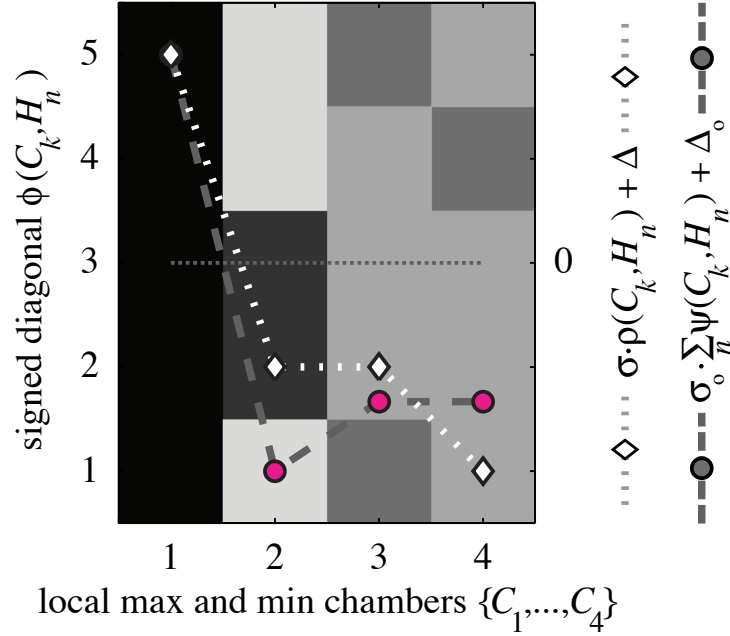 signed diagonal ϕ(C_k,H_n)
5
4
3
2
1
0
1 2 3 4
local max and min chambers {C_1,...,C_4}
σ·ρ(C_k,H_n) + Δ
σ_o·∑_nψ(C_k,H_n) + Δ_o